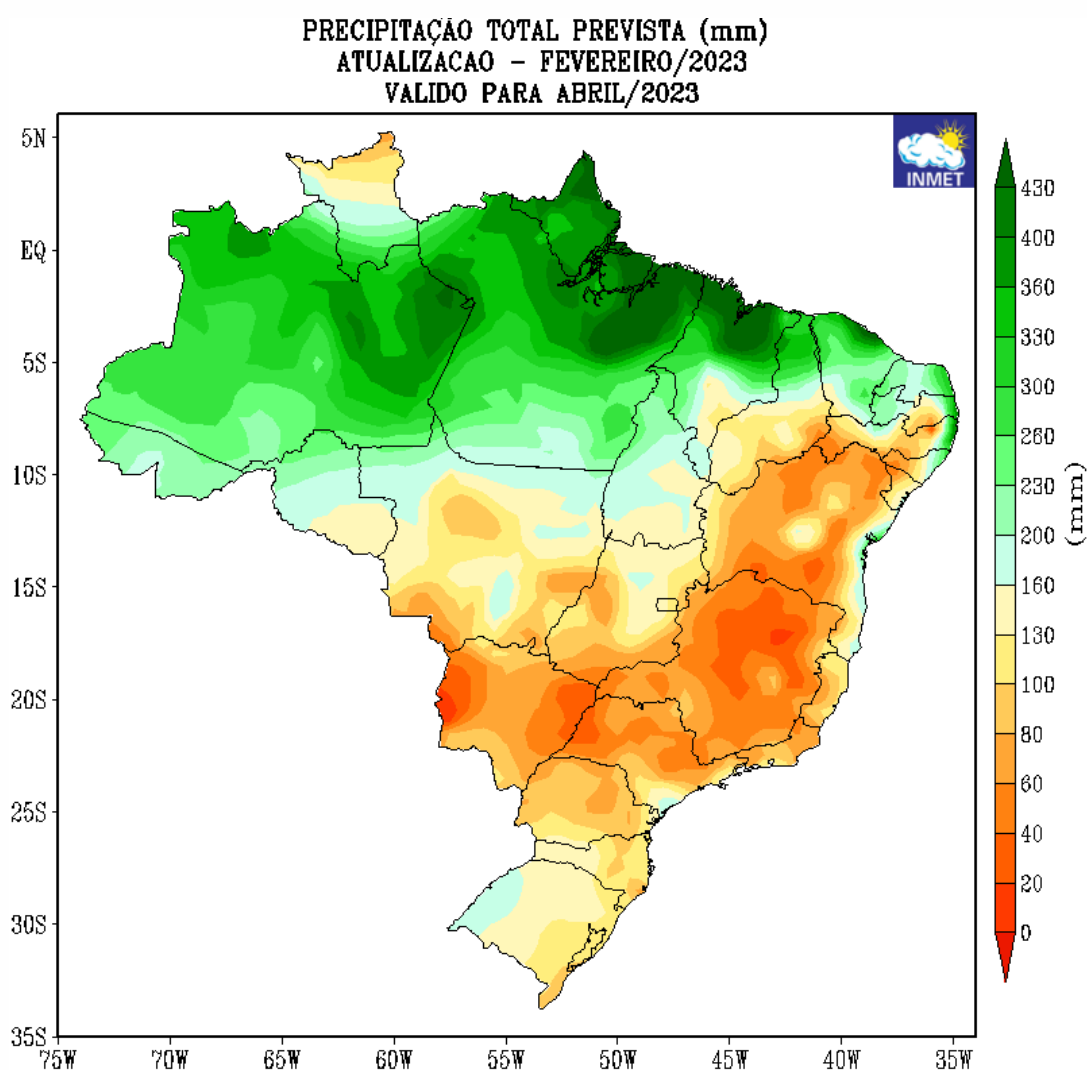 PRECIPITAÇÃO TOTAL PREVISTA (mm)
ATUALIZACAO – FEVEREIRO/2023
VALIDO PARA ABRIL/2023
INMET
5N
EQ
5S
10S
15S
20S
25S
30S
35S
75W 70W 65W 60W 55W 50W 45W 40W 35W
430
400
360
330
300
260
230
200
160
130
100
80
60
40
20
0
(mm)